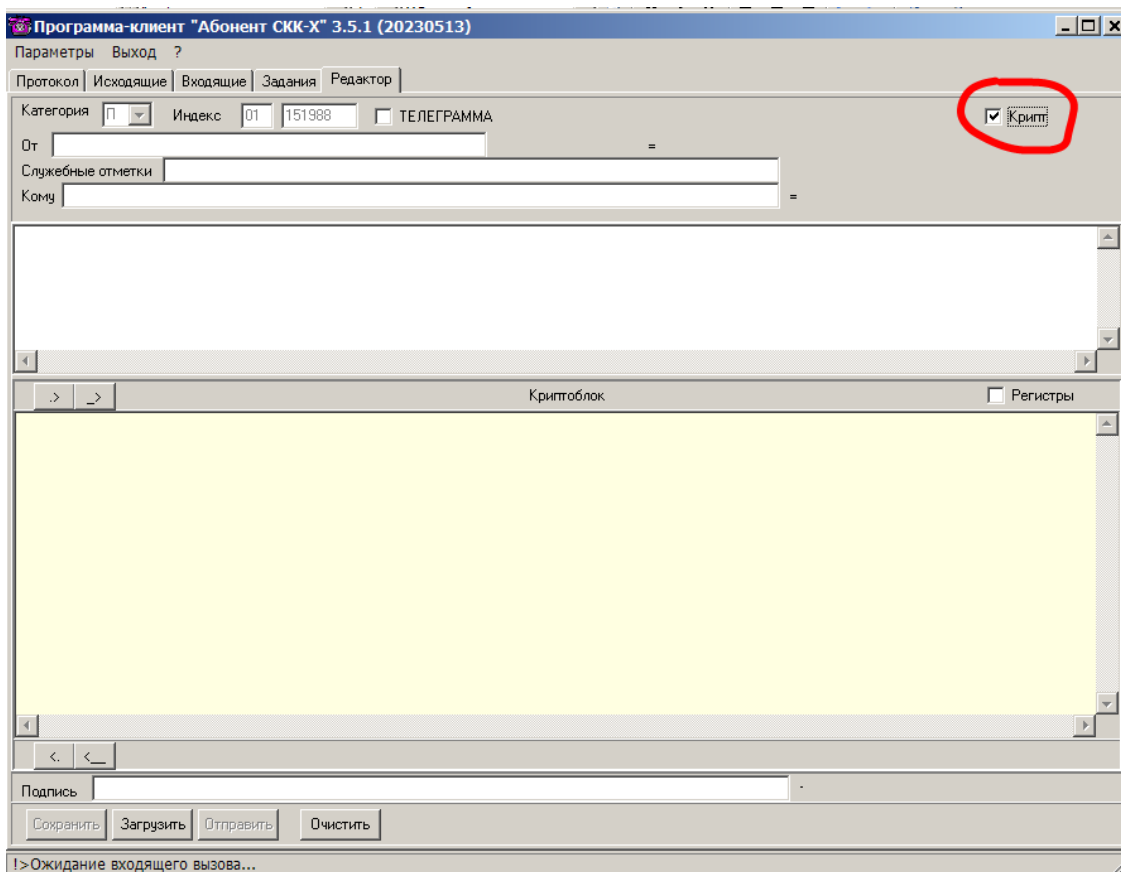 Программа-клиент "Абонент СКК-Х" 3.5.1 (20230513)
Параметры Выход ?
Протокол Исходящие Входящие Задания Редактор
Категория П Индекс 01 151988 ТЕЛЕГРАММА Крипт
От =
Служебные отметки
Кому =
.> _> Криптоблок Регистры
<. <__
Подпись .
Сохранить Загрузить Отправить Очистить
!>Ожидание входящего вызова...